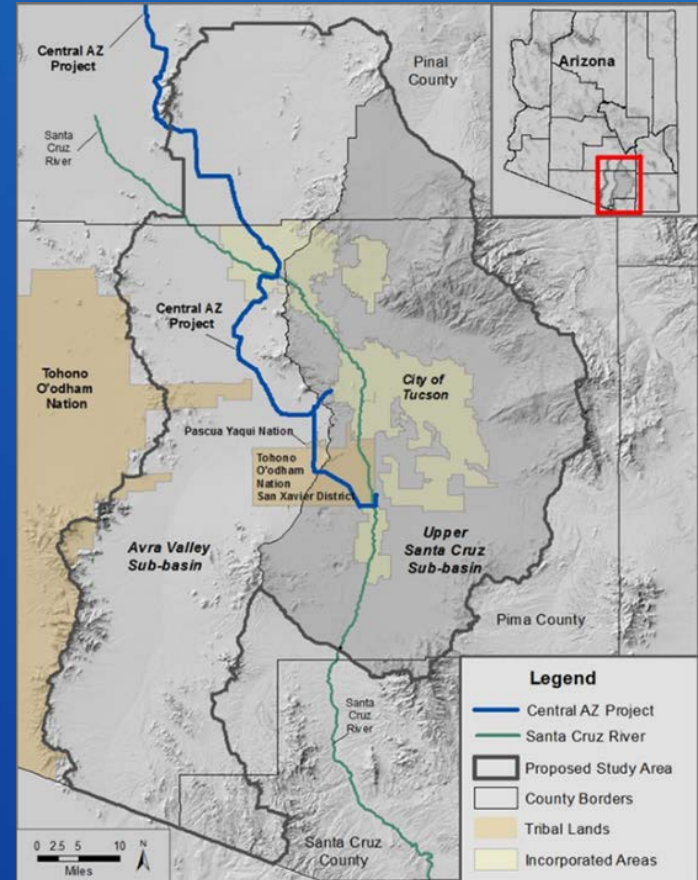 Central AZ
Project
Pinal
County
Arizona
Santa
Cruz
River
Central AZ
Project
Tohono
O'odham
Nation
City of
Tucson
Pascua Yaqui Nation
Tohono
O'odham
Nation
San Xavier District
Avra Valley
Sub-basin
Upper
Santa Cruz
Sub-basin
Pima County
Santa
Cruz
River
Santa Cruz
County
Legend
Central AZ Project
Santa Cruz River
Proposed Study Area
County Borders
Tribal Lands
Incorporated Areas
0 2.5 5 10
Miles
N